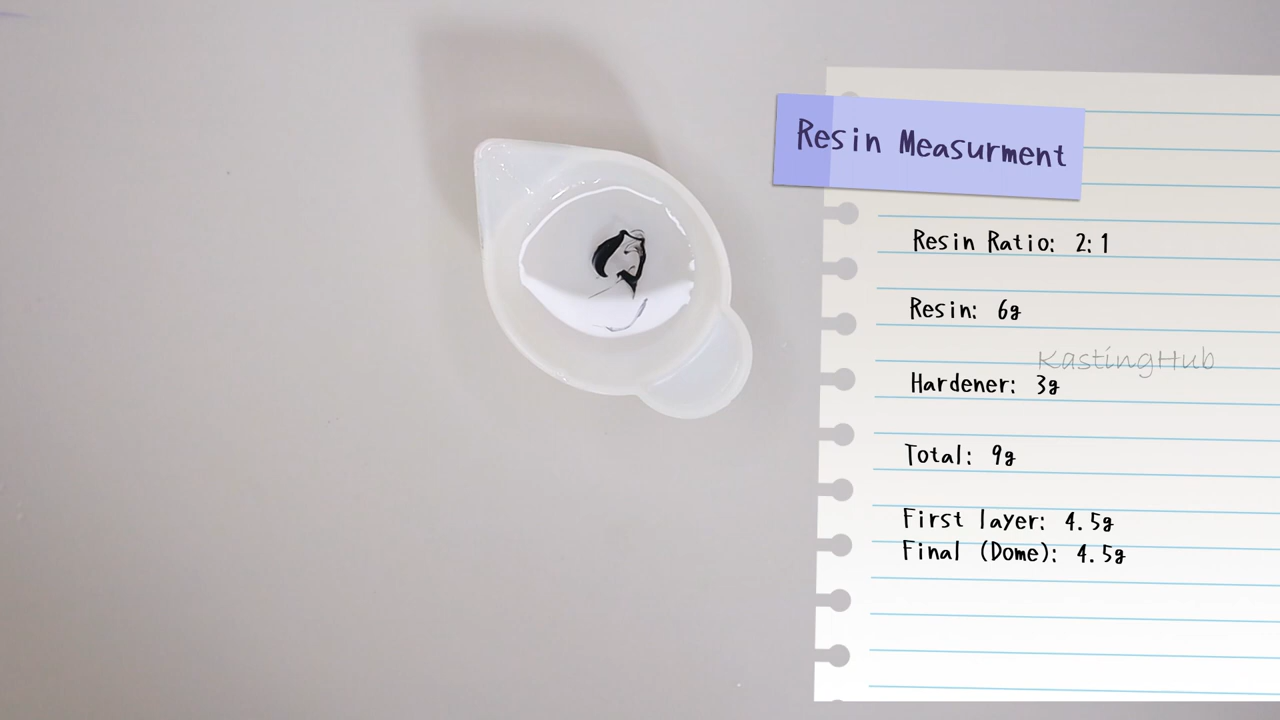 Resin Measurment
Resin Ratio: 2:1
Resin: 6g
KastingHub
Hardener: 3g
Total: 9g
First layer: 4.5g
Final (Dome): 4.5g